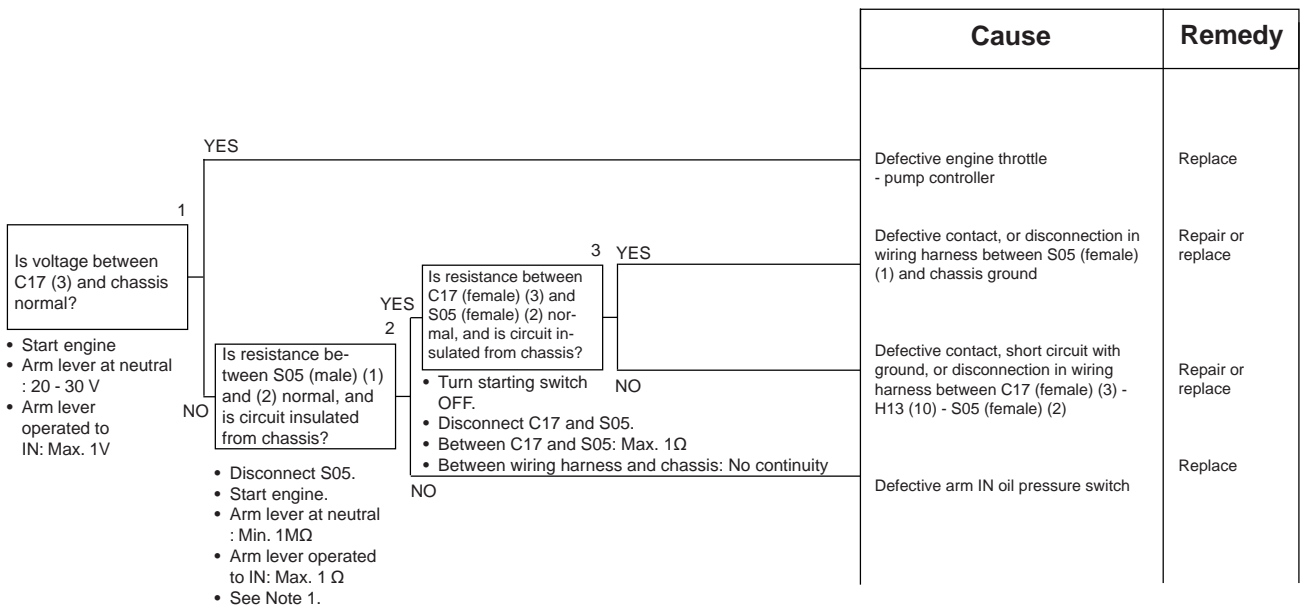 Cause
Remedy
YES
Defective engine throttle
- pump controller
Replace
1
Is voltage between
C17 (3) and chassis
normal?
• Start engine
• Arm lever at neutral
: 20 - 30 V
• Arm lever
operated to
IN: Max. 1V
NO
YES
2
Is resistance be-
tween S05 (male) (1)
and (2) normal, and
is circuit insulated
from chassis?
• Disconnect S05.
• Start engine.
• Arm lever at neutral
: Min. 1MΩ
• Arm lever operated
to IN: Max. 1 Ω
• See Note 1.
3
YES
Is resistance between
C17 (female) (3) and
S05 (female) (2) nor-
mal, and is circuit in-
sulated from chassis?
• Turn starting switch
OFF.
• Disconnect C17 and S05.
• Between C17 and S05: Max. 1Ω
• Between wiring harness and chassis: No continuity
NO
NO
Defective contact, or disconnection in
wiring harness between S05 (female)
(1) and chassis ground
Repair or
replace
Defective contact, short circuit with
ground, or disconnection in wiring
harness between C17 (female) (3) -
H13 (10) - S05 (female) (2)
Repair or
replace
Defective arm IN oil pressure switch
Replace